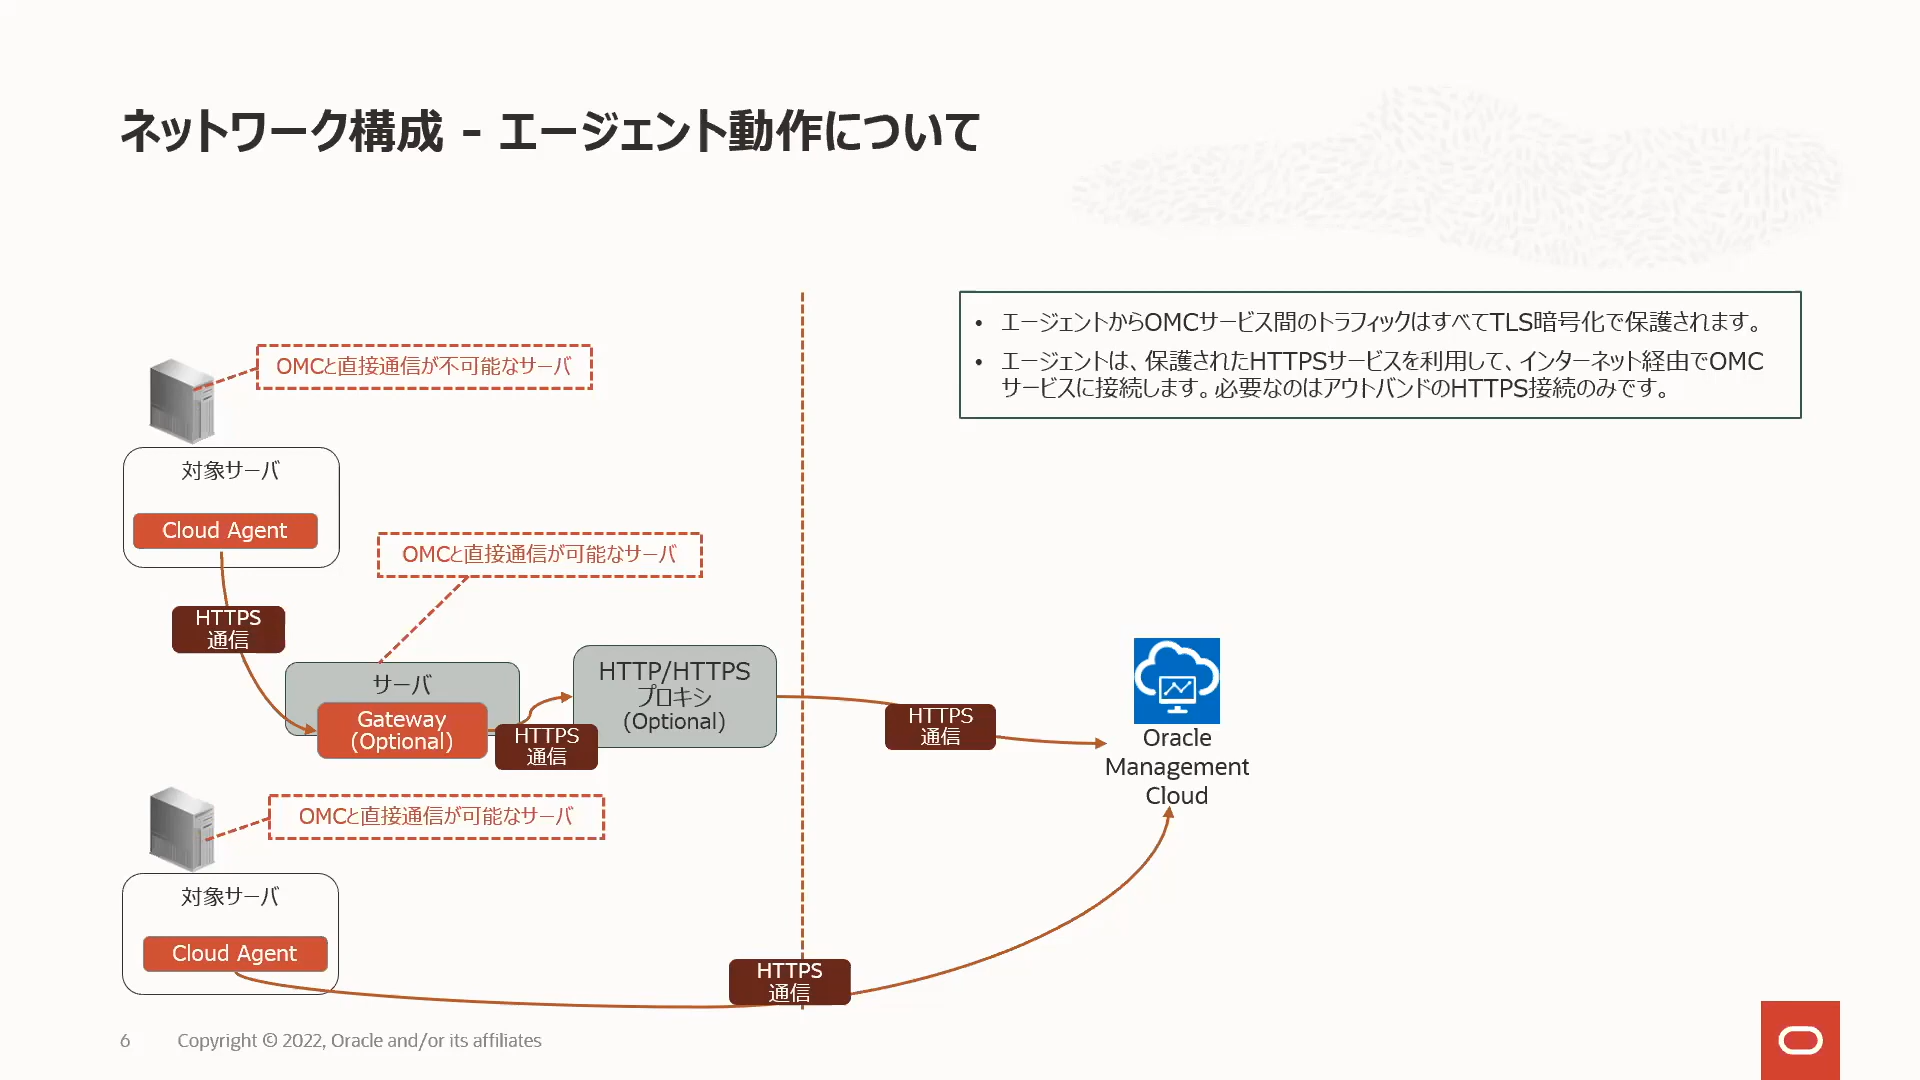 ネットワーク構成 – エージェント動作について
• エージェントからOMCサービス間のトラフィックはすべてTLS暗号化で保護されます。
• エージェントは、保護されたHTTPSサービスを利用して、インターネット経由でOMC
サービスに接続します。必要なのはアウトバンドのHTTPS接続のみです。
OMCと直接通信が不可能なサーバ
対象サーバ
Cloud Agent
OMCと直接通信が可能なサーバ
HTTPS
通信
サーバ
Gateway
(Optional)
HTTPS
通信
HTTP/HTTPS
プロキシ
(Optional)
HTTPS
通信
Oracle
Management
Cloud
OMCと直接通信が可能なサーバ
対象サーバ
Cloud Agent
HTTPS
通信
6 Copyright © 2022, Oracle and/or its affiliates